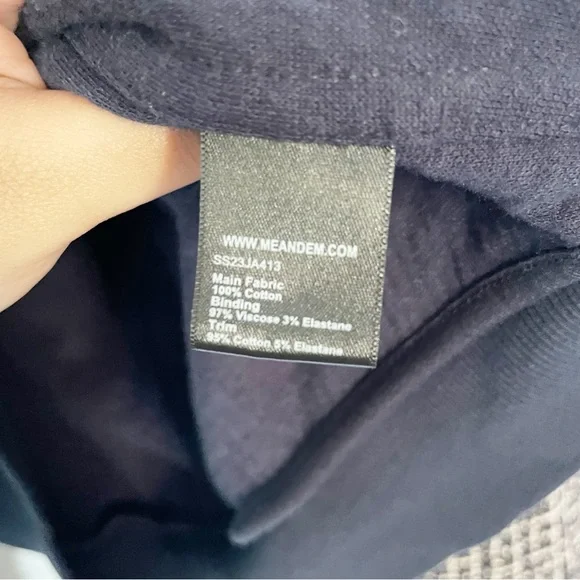 WWW.MEANDEM.COM
SS23JA413
Main Fabric
100% Cotton
Binding
97% Viscose 3% Elastane
Trim
95% Cotton 5% Elastane